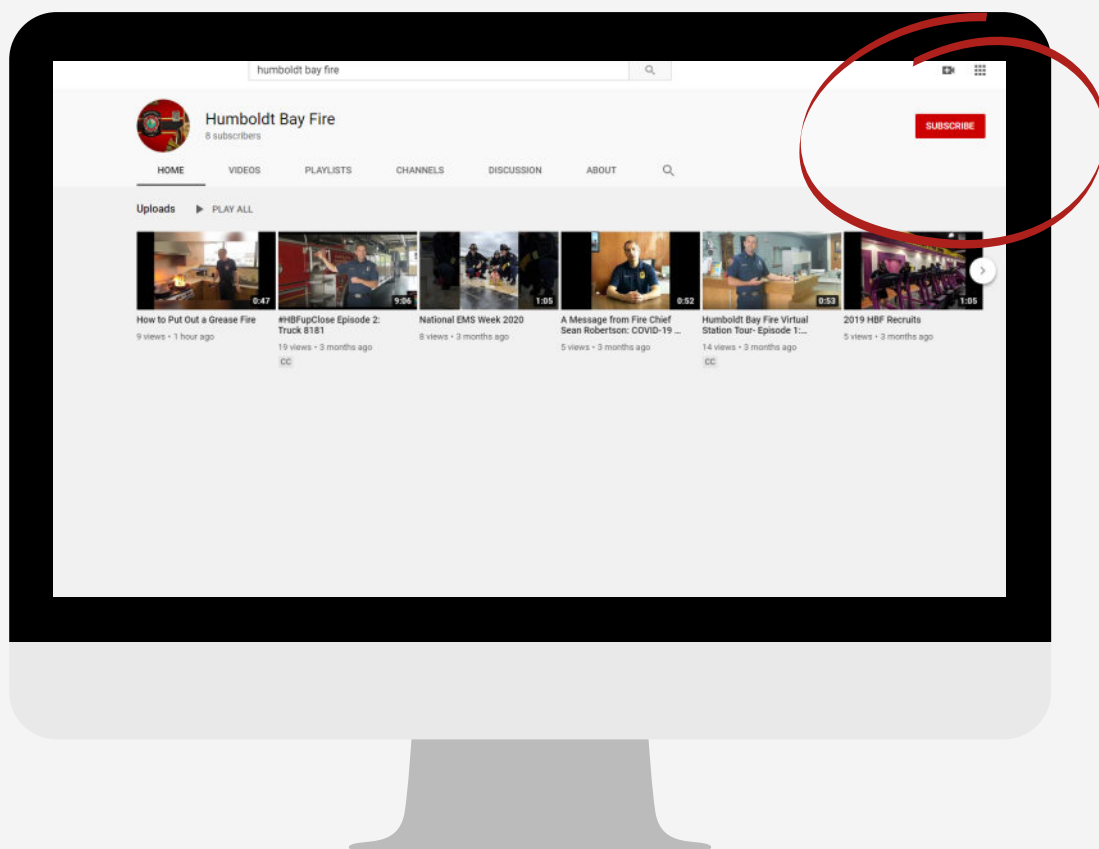 humboldt bay fire
Humboldt Bay Fire
8 subscribers
SUBSCRIBE
HOME VIDEOS PLAYLISTS CHANNELS DISCUSSION ABOUT
Uploads PLAY ALL
0:47
9:06
1:05
0:52
0:53
1:05
How to Put Out a Grease Fire
9 views • 1 hour ago
#HBFupClose Episode 2:
Truck 8181
19 views • 3 months ago
CC
National EMS Week 2020
8 views • 3 months ago
A Message from Fire Chief
Sean Robertson: COVID-19 ...
5 views • 3 months ago
Humboldt Bay Fire Virtual
Station Tour- Episode 1:...
14 views • 3 months ago
CC
2019 HBF Recruits
5 views • 3 months ago